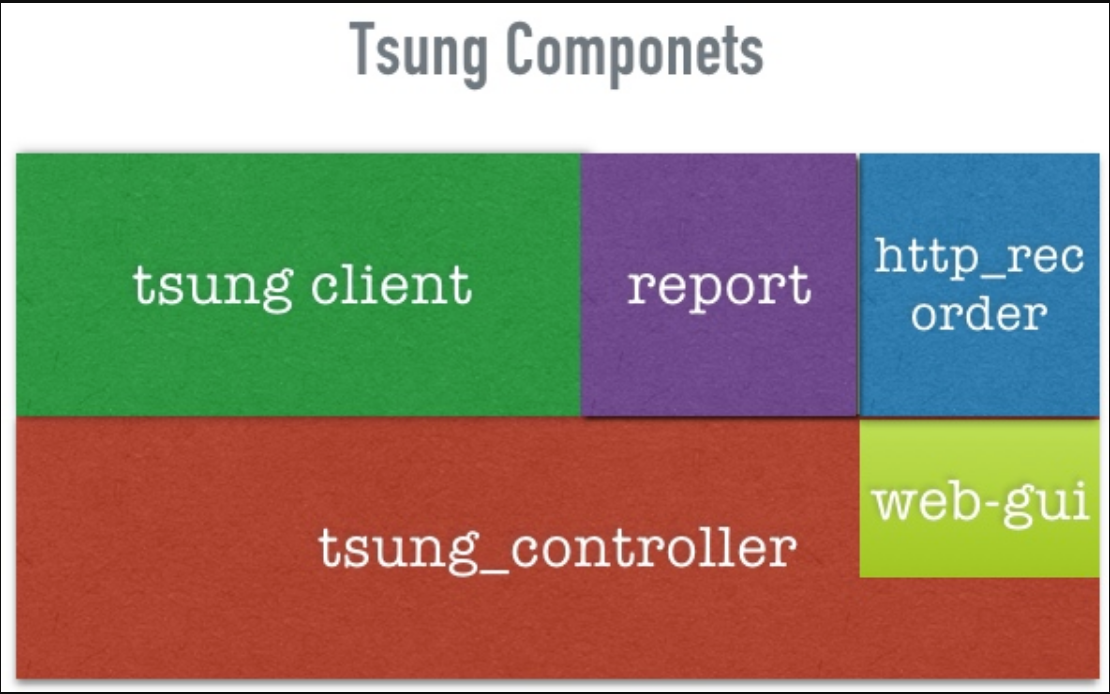 Tsung Componets
tsung client
report
http_rec
order
web-gui
tsung_controller